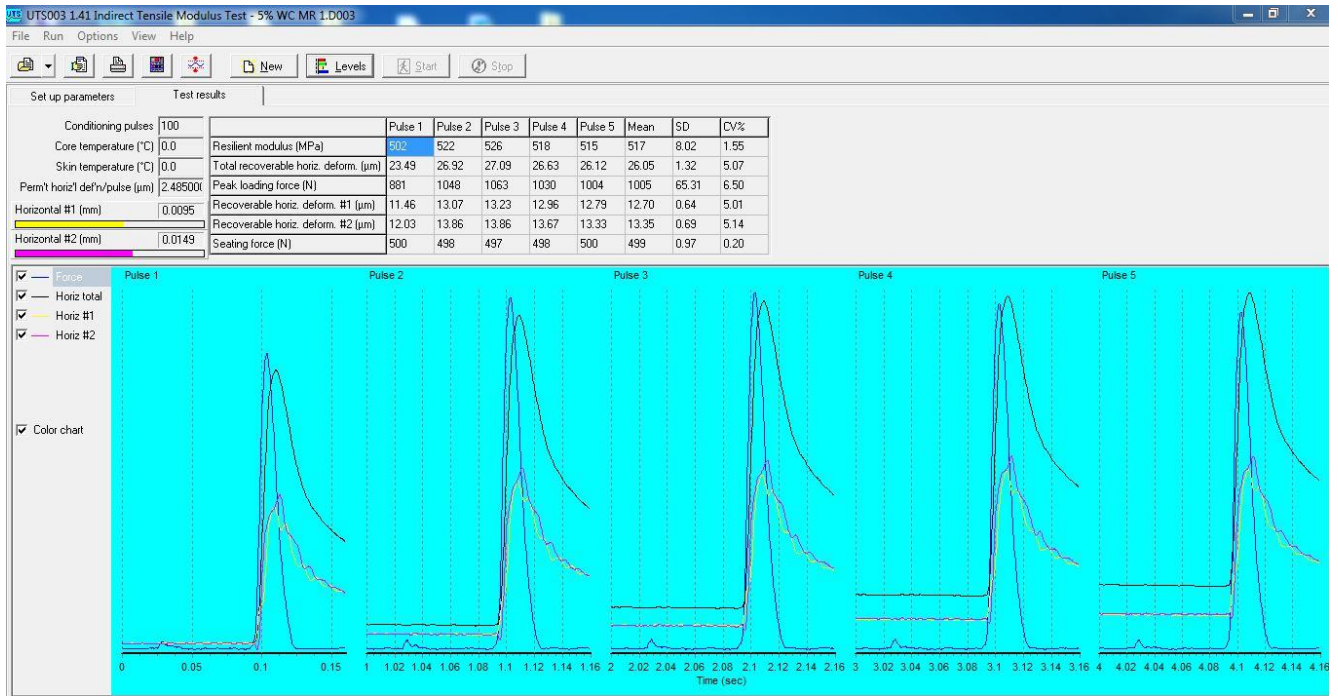 UTS UTS003 1.41 Indirect Tensile Modulus Test - 5% WC MR 1.D003
File Run Options View Help
New Levels Start Stop
Set up parameters Test results
Conditioning pulses 100
Core temperature (°C) 0.0
Skin temperature (°C) 0.0
Perm't horiz'l def'n/pulse (µm) 2.48500(
Horizontal #1 (mm) 0.0095
Horizontal #2 (mm) 0.0149
Pulse 1 Pulse 2 Pulse 3 Pulse 4 Pulse 5 Mean SD CV%
Resilient modulus (MPa) 502 522 526 518 515 517 8.02 1.55
Total recoverable horiz. deform. (µm) 23.49 26.92 27.09 26.63 26.12 26.05 1.32 5.07
Peak loading force (N) 881 1048 1063 1030 1004 1005 65.31 6.50
Recoverable horiz. deform. #1 (µm) 11.46 13.07 13.23 12.96 12.79 12.70 0.64 5.01
Recoverable horiz. deform. #2 (µm) 12.03 13.86 13.86 13.67 13.33 13.35 0.69 5.14
Seating force (N) 500 498 497 498 500 499 0.97 0.20
Force
Horiz total
Horiz #1
Horiz #2
Color chart
Pulse 1 Pulse 2 Pulse 3 Pulse 4 Pulse 5
0 0.05 0.1 0.15 1 1.02 1.04 1.06 1.08 1.1 1.12 1.14 1.16 2 2.02 2.04 2.06 2.08 2.1 2.12 2.14 2.16 3 3.02 3.04 3.06 3.08 3.1 3.12 3.14 3.16 4 4.02 4.04 4.06 4.08 4.1 4.12 4.14 4.16
Time (sec)